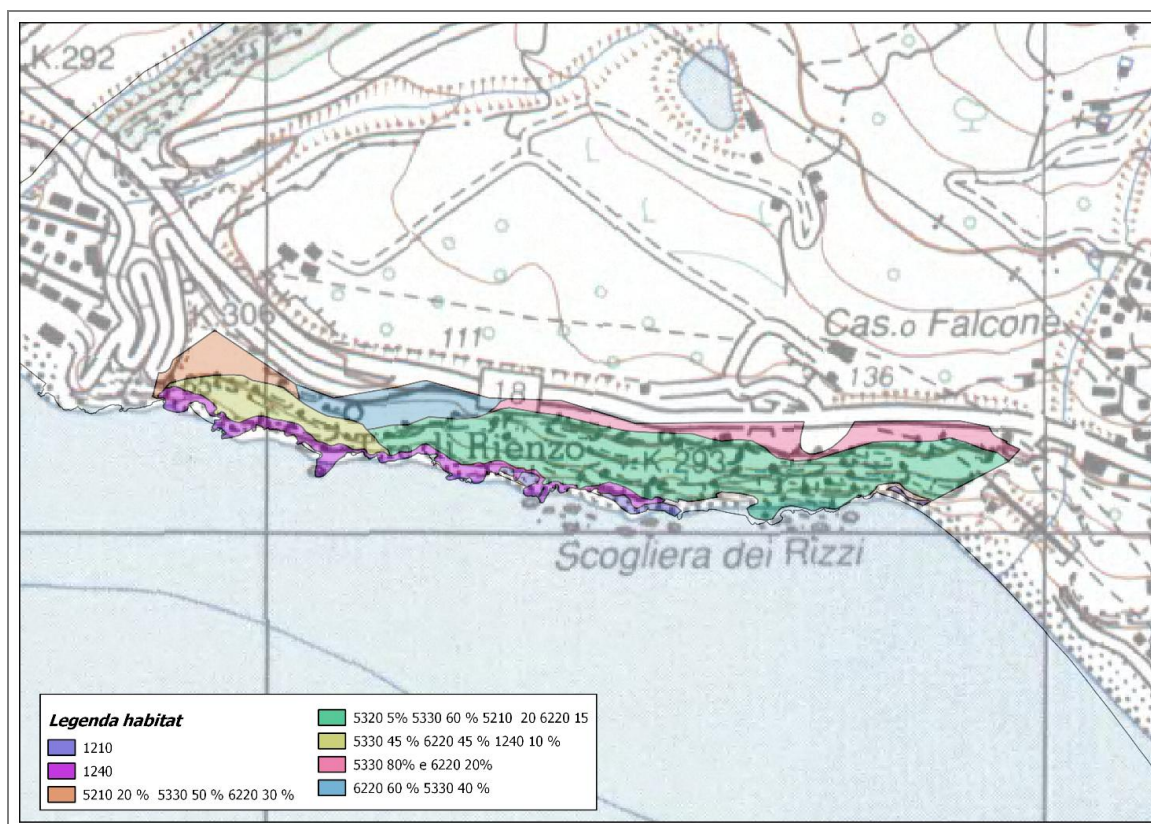 K.292
K.306
111
Cas.o Falcone
136
18
di Rienzo
K.293
Scogliera dei Rizzi
Legenda habitat
1210
1240
5210 20 % 5330 50 % 6220 30 %
5320 5% 5330 60 % 5210 20 6220 15
5330 45 % 6220 45 % 1240 10 %
5330 80% e 6220 20%
6220 60 % 5330 40 %